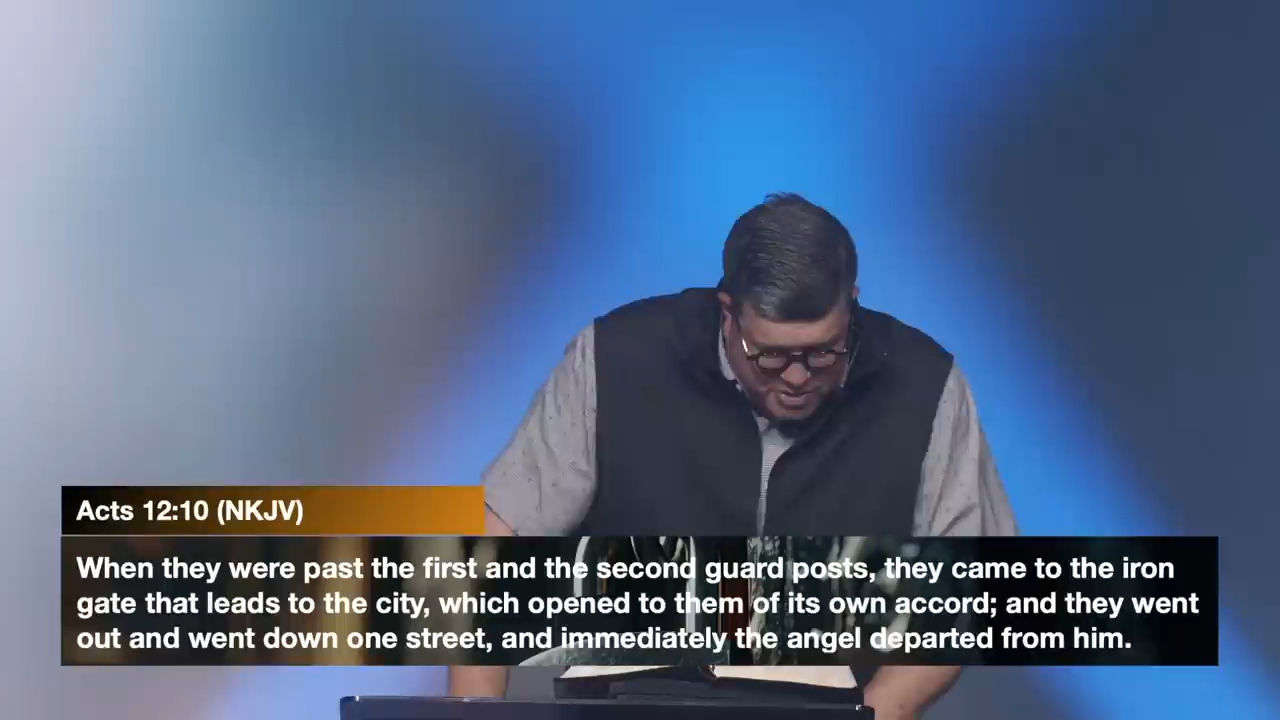 Acts 12:10 (NKJV)
When they were past the first and the second guard posts, they came to the iron
gate that leads to the city, which opened to them of its own accord; and they went
out and went down one street, and immediately the angel departed from him.